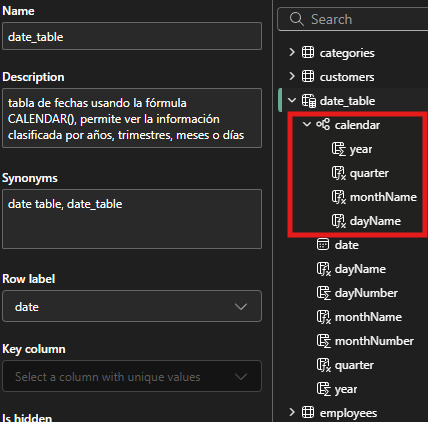 Name
date_table
Description
tabla de fechas usando la fórmula
CALENDAR(), permite ver la información
clasificada por años, trimestres, meses o días
Synonyms
date table, date_table
Row label
date
Key column
Select a column with unique values
Is hidden
Search
categories
customers
date_table
calendar
year
quarter
monthName
dayName
date
dayName
dayNumber
monthName
monthNumber
quarter
year
employees